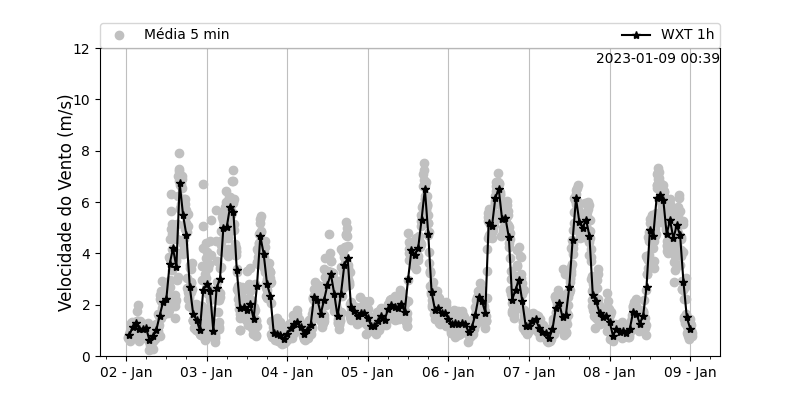 Média 5 min
WXT 1h
2023-01-09 00:39
Velocidade do Vento (m/s)
12
10
8
6
4
2
0
02 - Jan
03 - Jan
04 - Jan
05 - Jan
06 - Jan
07 - Jan
08 - Jan
09 - Jan